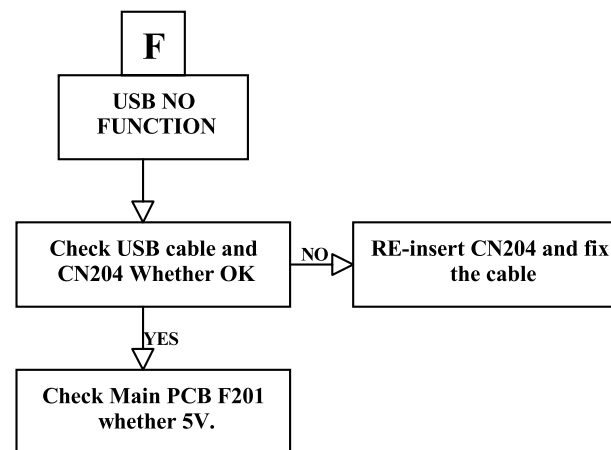 F
USB NO
FUNCTION
Check USB cable and
CN204 Whether OK
NO
RE-insert CN204 and fix
the cable
YES
Check Main PCB F201
whether 5V.